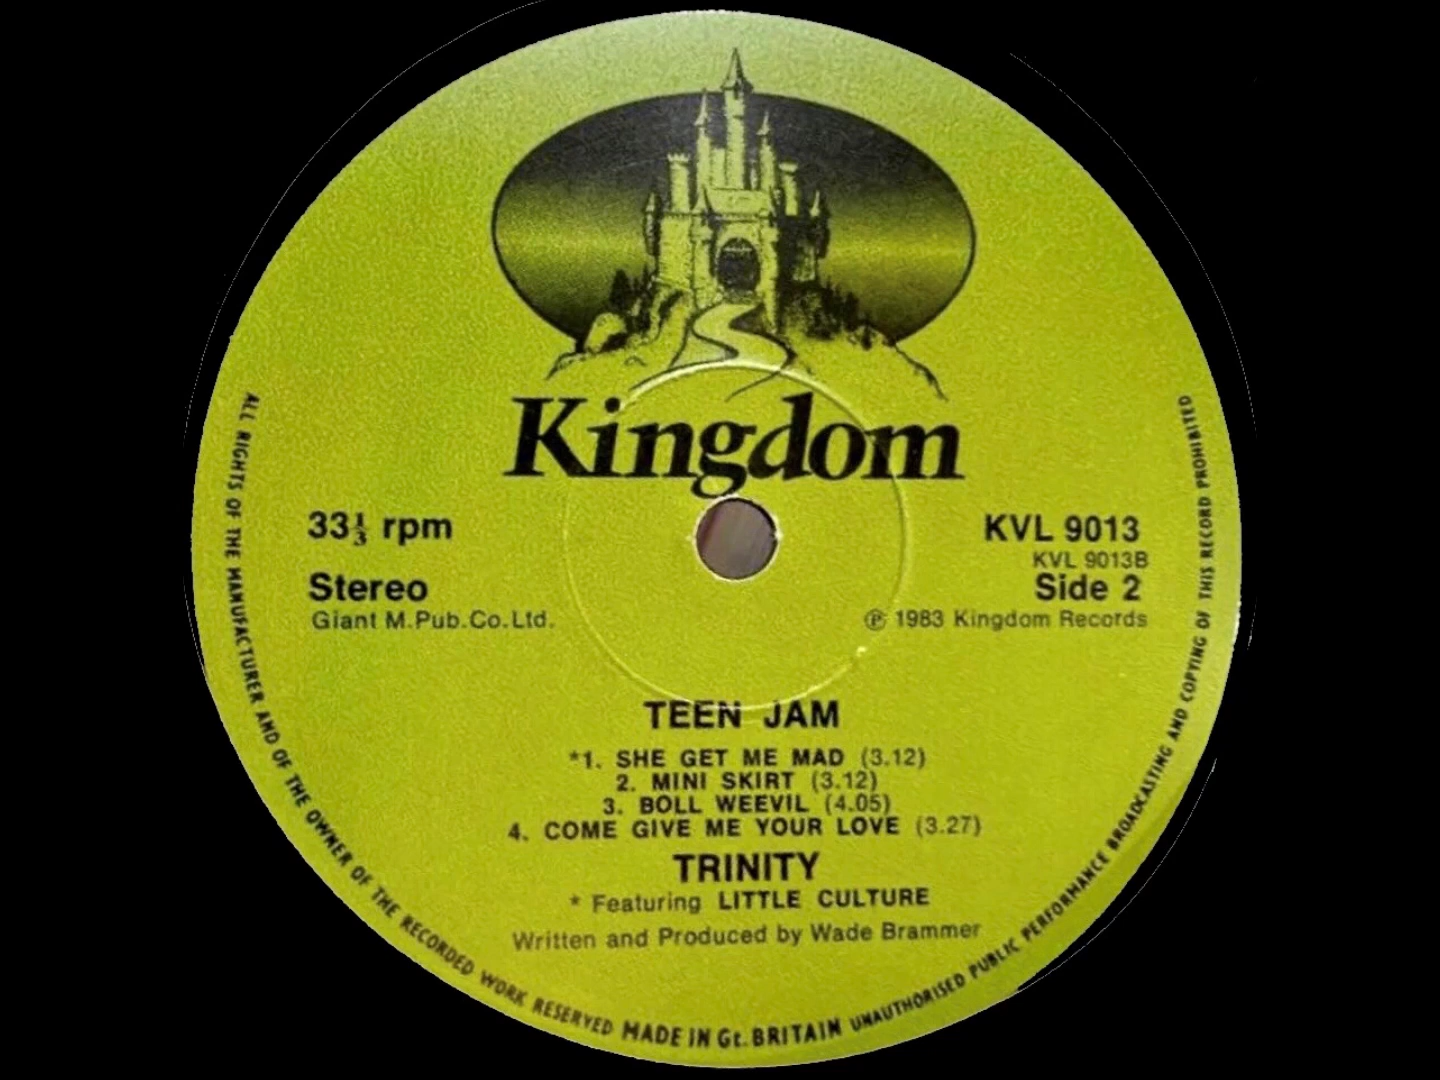 Kingdom
33⅓ rpm
KVL 9013
KVL 9013B
Stereo
Side 2
Giant M.Pub.Co.Ltd.
℗ 1983 Kingdom Records
TEEN JAM
*1. SHE GET ME MAD (3.12)
2. MINI SKIRT (3.12)
3. BOLL WEEVIL (4.05)
4. COME GIVE ME YOUR LOVE (3.27)
TRINITY
* Featuring LITTLE CULTURE
Written and Produced by Wade Brammer
ALL RIGHTS OF THE MANUFACTURER AND OF THE OWNER OF THE RECORDED WORK RESERVED MADE IN Gt. BRITAIN UNAUTHORISED PUBLIC PERFORMANCE BROADCASTING AND COPYING OF THIS RECORD PROHIBITED